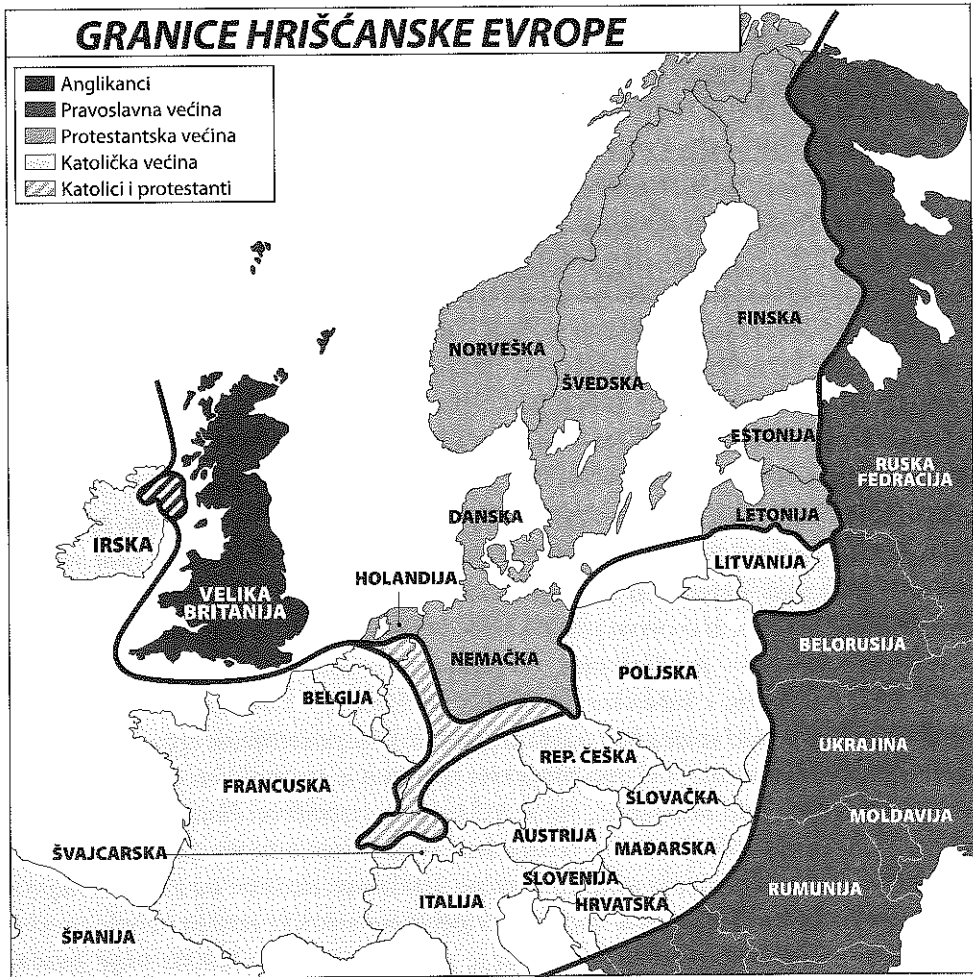 GRANICE HRIŠĆANSKE EVROPE
Anglikanci
Pravoslavna većina
Protestantska većina
Katolička većina
Katolici i protestanti
FINSKA
NORVEŠKA
ŠVEDSKA
ESTONIJA
RUSKA
FEDRACIJA
DANSKA
LETONIJA
IRSKA
LITVANIJA
HOLANDIJA
VELIKA
BRITANIJA
BELORUSIJA
NEMAČKA
POLJSKA
BELGIJA
UKRAJINA
REP. ČEŠKA
FRANCUSKA
SLOVAČKA
MOLDAVIJA
AUSTRIJA
MAĐARSKA
ŠVAJCARSKA
SLOVENIJA
RUMUNIJA
ITALIJA
HRVATSKA
ŠPANIJA